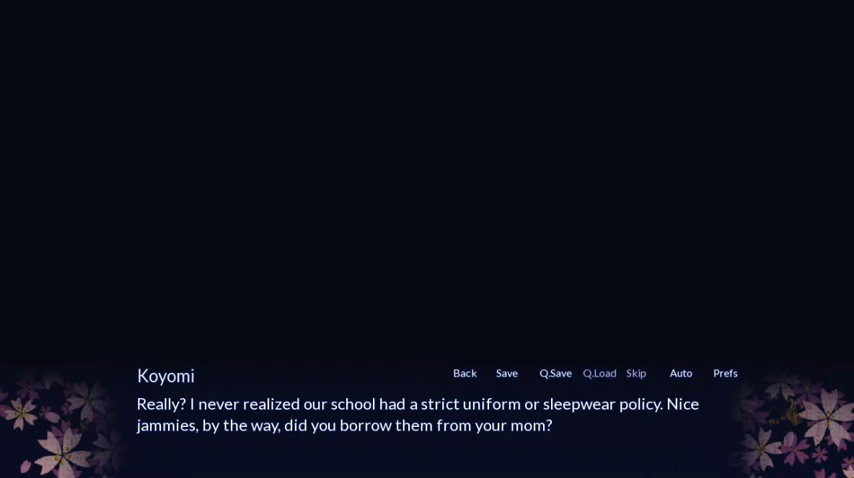 Koyomi
Back Save Q.Save Q.Load Skip Auto Prefs
Really? I never realized our school had a strict uniform or sleepwear policy. Nice
jammies, by the way, did you borrow them from your mom?